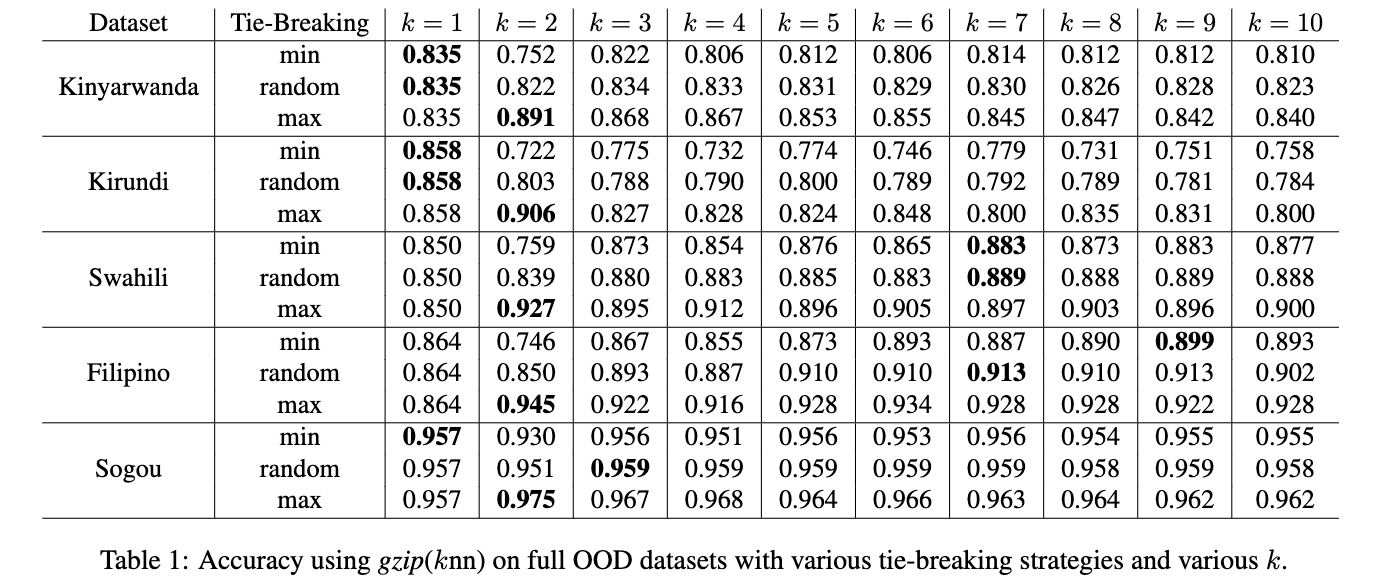 Dataset Tie-Breaking k = 1 k = 2 k = 3 k = 4 k = 5 k = 6 k = 7 k = 8 k = 9 k = 10
min 0.835 0.752 0.822 0.806 0.812 0.806 0.814 0.812 0.812 0.810
Kinyarwanda random 0.835 0.822 0.834 0.833 0.831 0.829 0.830 0.826 0.828 0.823
max 0.835 0.891 0.868 0.867 0.853 0.855 0.845 0.847 0.842 0.840
min 0.858 0.722 0.775 0.732 0.774 0.746 0.779 0.731 0.751 0.758
Kirundi random 0.858 0.803 0.788 0.790 0.800 0.789 0.792 0.789 0.781 0.784
max 0.858 0.906 0.827 0.828 0.824 0.848 0.800 0.835 0.831 0.800
min 0.850 0.759 0.873 0.854 0.876 0.865 0.883 0.873 0.883 0.877
Swahili random 0.850 0.839 0.880 0.883 0.885 0.883 0.889 0.888 0.889 0.888
max 0.850 0.927 0.895 0.912 0.896 0.905 0.897 0.903 0.896 0.900
min 0.864 0.746 0.867 0.855 0.873 0.893 0.887 0.890 0.899 0.893
Filipino random 0.864 0.850 0.893 0.887 0.910 0.910 0.913 0.910 0.913 0.902
max 0.864 0.945 0.922 0.916 0.928 0.934 0.928 0.928 0.922 0.928
min 0.957 0.930 0.956 0.951 0.956 0.953 0.956 0.954 0.955 0.955
Sogou random 0.957 0.951 0.959 0.959 0.959 0.959 0.959 0.958 0.959 0.958
max 0.957 0.975 0.967 0.968 0.964 0.966 0.963 0.964 0.962 0.962
Table 1: Accuracy using gzip(knn) on full OOD datasets with various tie-breaking strategies and various k.